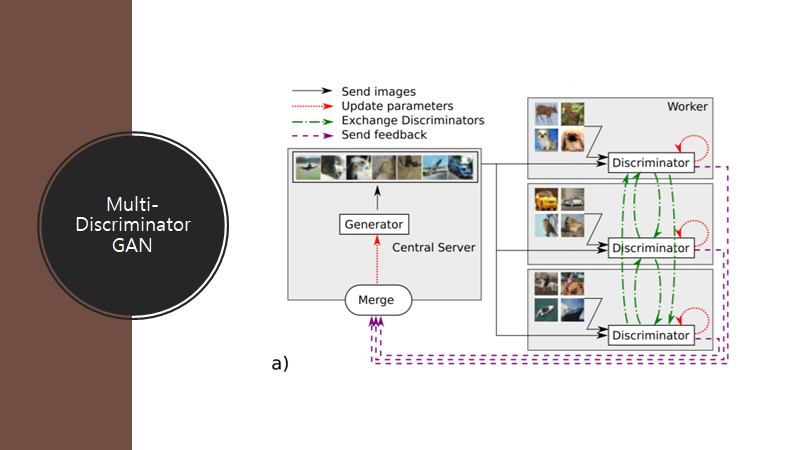 Multi-
Discriminator
GAN
Send images
Update parameters
Exchange Discriminators
Send feedback
Generator
Central Server
Merge
Worker
Discriminator
Discriminator
Discriminator
a)